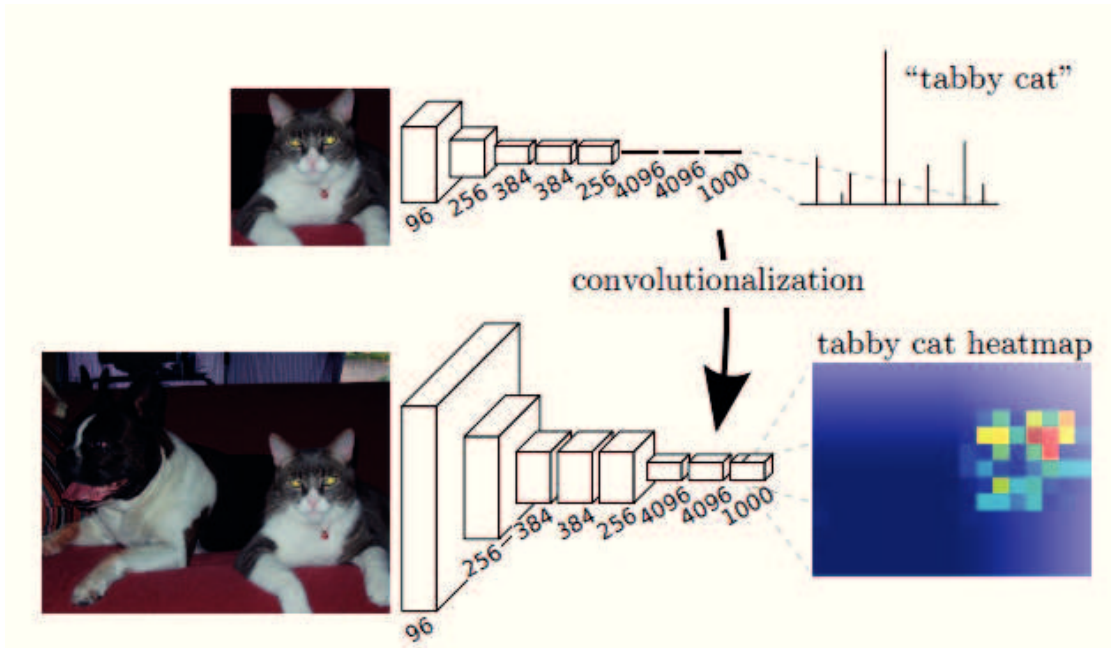 “tabby cat”
96 256 384 384 256 4096 4096 1000
convolutionalization
tabby cat heatmap
96 256 384 384 256 4096 4096 1000